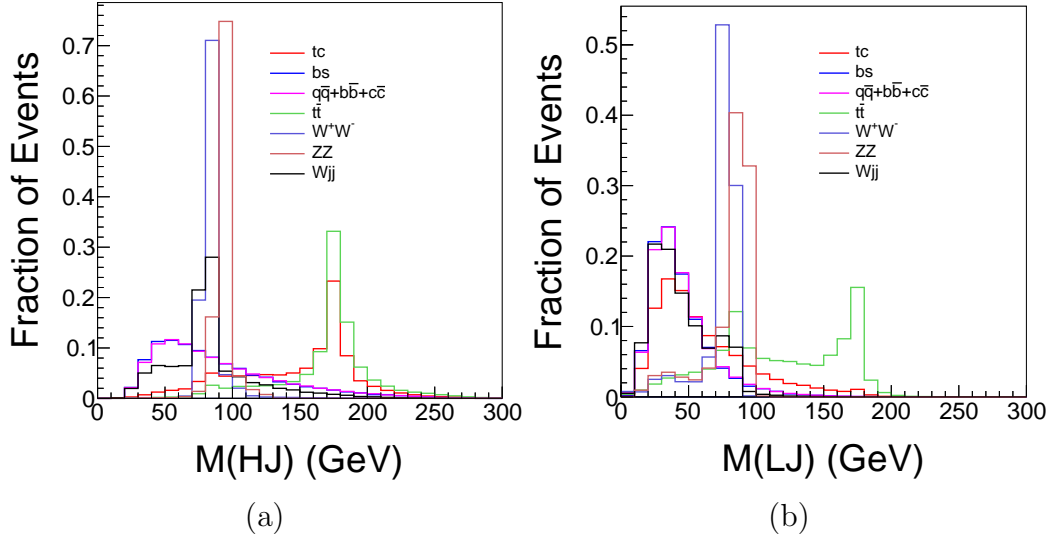 Fraction of Events
0.7
0.6
0.5
0.4
0.3
0.2
0.1
0
tc
bs
qq̄+bb̄+cc̄
tt̄
W⁺W⁻
ZZ
Wjj
0 50 100 150 200 250 300
M(HJ) (GeV)
(a)
Fraction of Events
0.5
0.4
0.3
0.2
0.1
0
tc
bs
qq̄+bb̄+cc̄
tt̄
W⁺W⁻
ZZ
Wjj
0 50 100 150 200 250 300
M(LJ) (GeV)
(b)